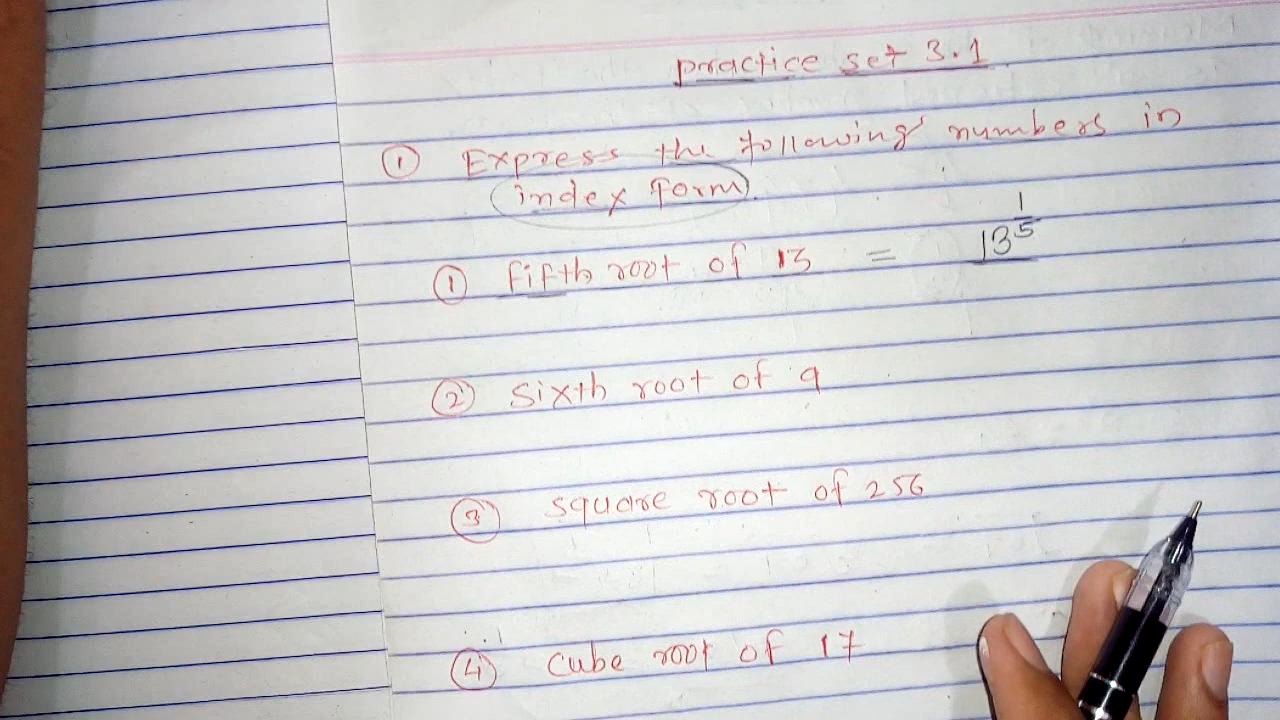 practice set 3.1
① Express the following numbers in
index form.
① fifth root of 13 = 13^1/5
② sixth root of 9
③ square root of 256
④ cube root of 17